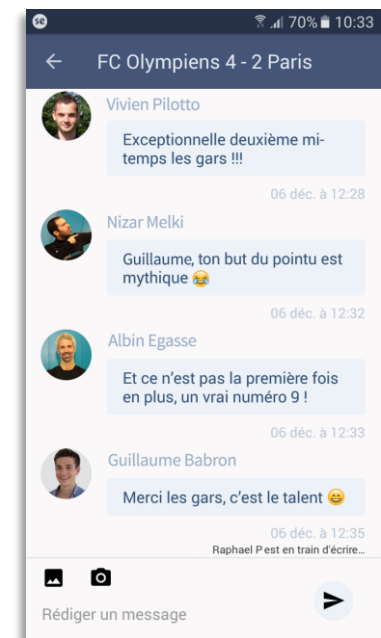 se 70% 10:33
FC Olympiens 4 - 2 Paris
Vivien Pilotto
Exceptionnelle deuxième mi-
temps les gars !!!
06 déc. à 12:28
Nizar Melki
Guillaume, ton but du pointu est
mythique 😂
06 déc. à 12:32
Albin Egasse
Et ce n’est pas la première fois
en plus, un vrai numéro 9 !
06 déc. à 12:33
Guillaume Babron
Merci les gars, c’est le talent 😄
06 déc. à 12:35
Raphael P est en train d'écrire...
Rédiger un message